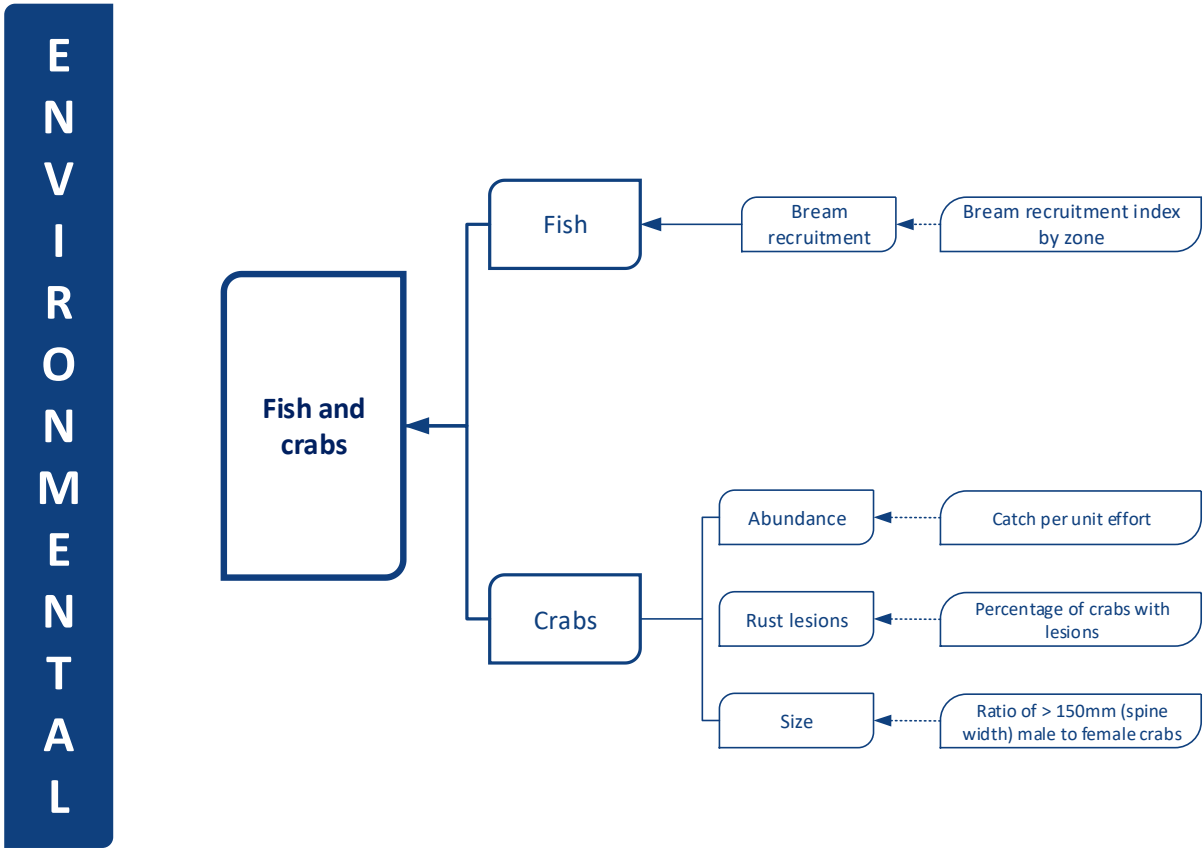 ENVIRONMENTAL
Fish and
crabs
Fish
Bream
recruitment
Bream recruitment index
by zone
Crabs
Abundance
Catch per unit effort
Rust lesions
Percentage of crabs with
lesions
Size
Ratio of > 150mm (spine
width) male to female crabs